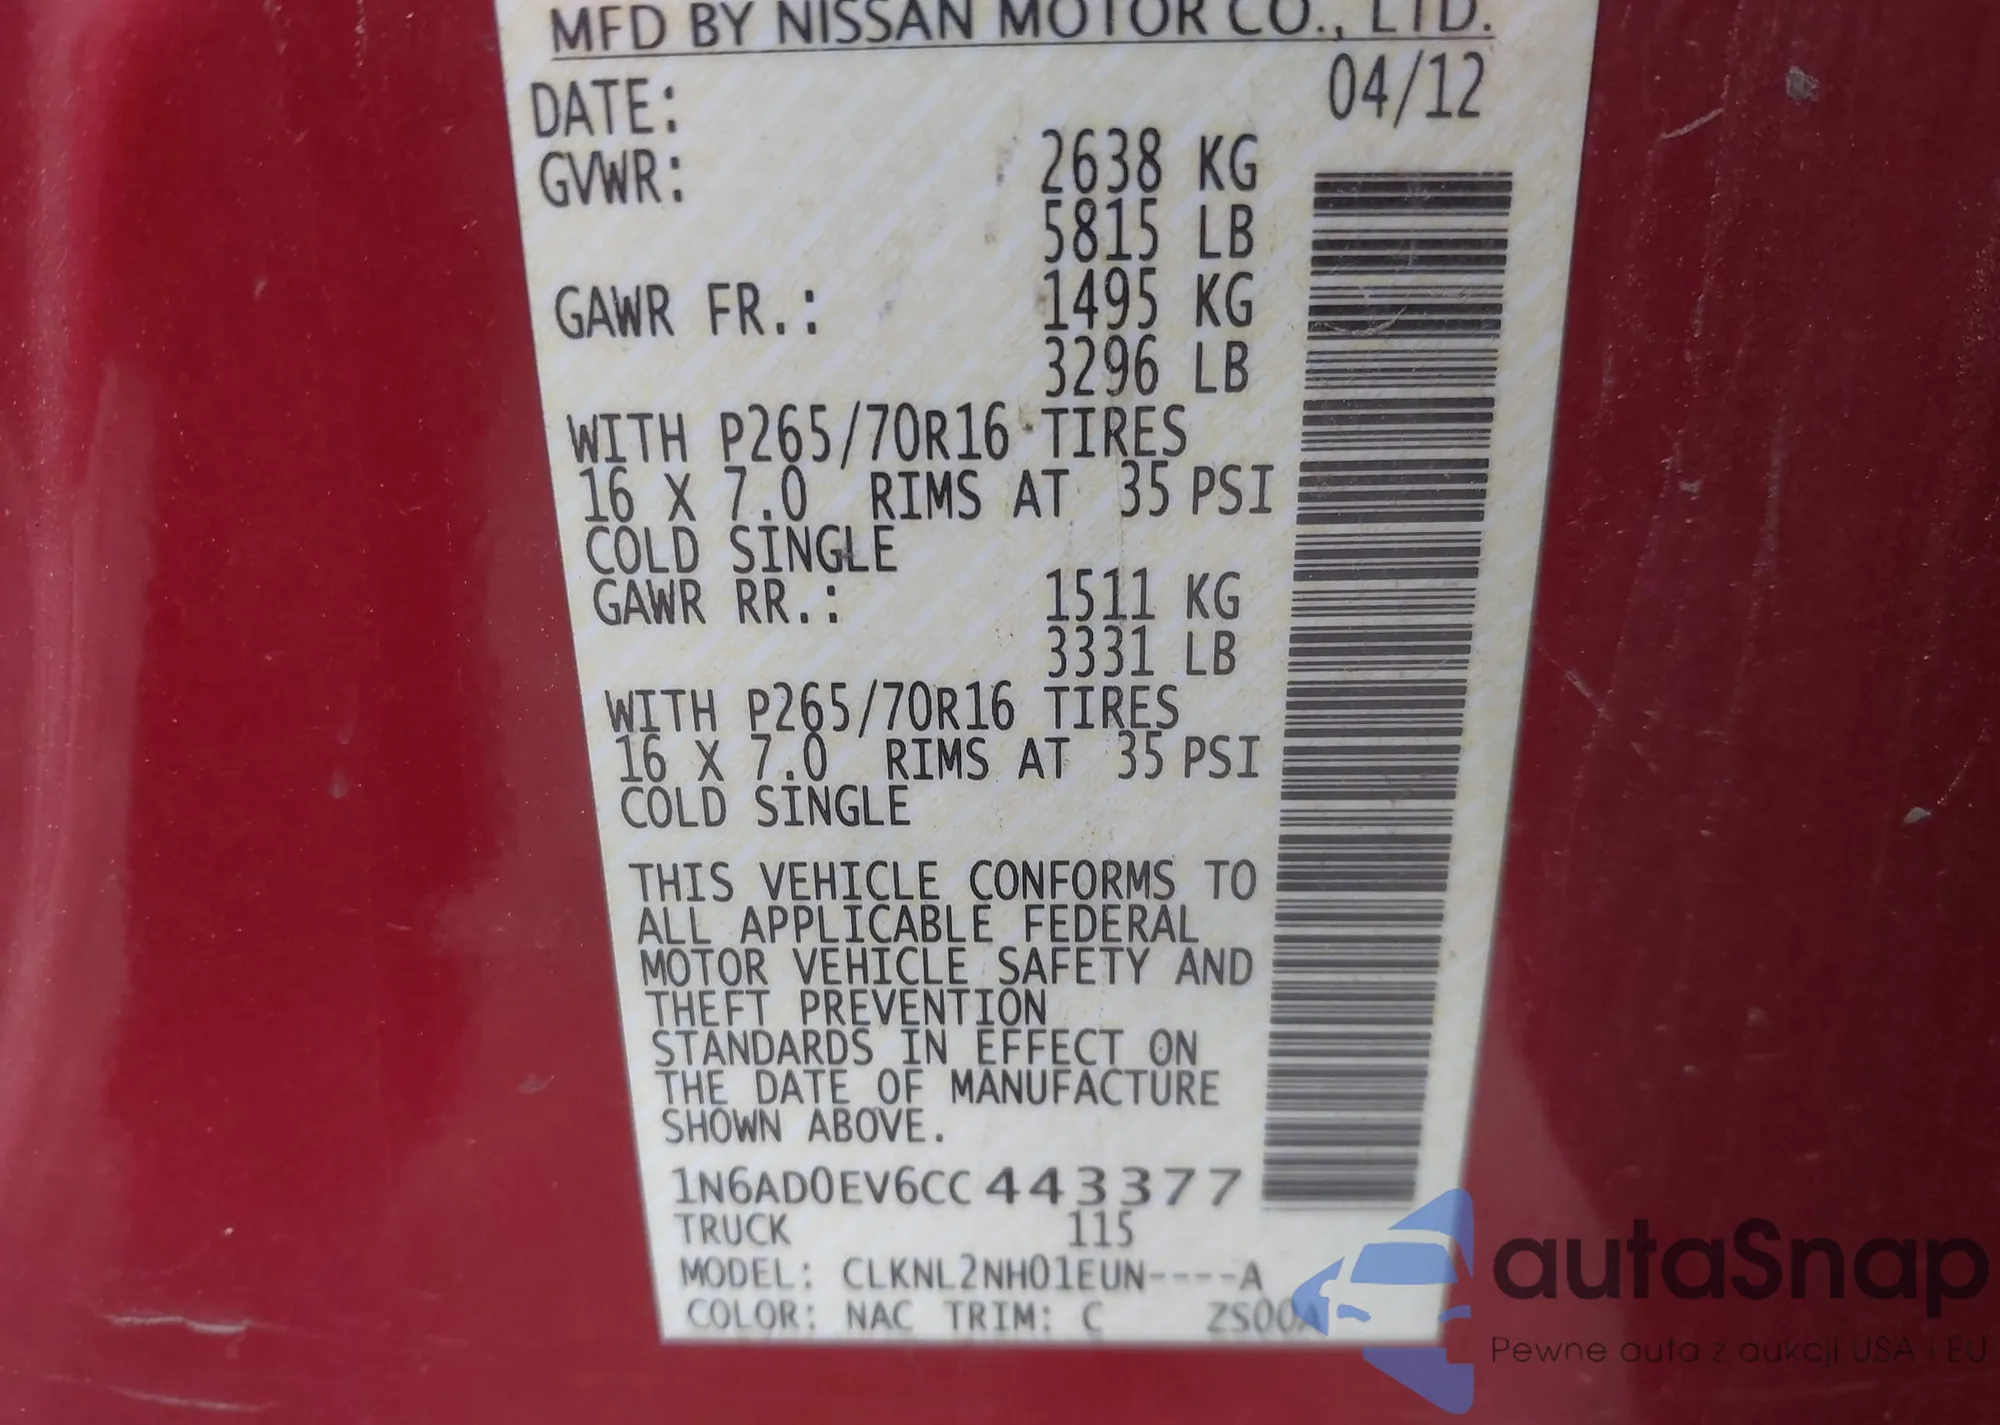 MFD BY NISSAN MOTOR CO., LTD.
DATE: 04/12
GVWR: 2638 KG
5815 LB
GAWR FR.: 1495 KG
3296 LB
WITH P265/70R16 TIRES
16 X 7.0 RIMS AT 35 PSI
COLD SINGLE
GAWR RR.: 1511 KG
3331 LB
WITH P265/70R16 TIRES
16 X 7.0 RIMS AT 35 PSI
COLD SINGLE
THIS VEHICLE CONFORMS TO
ALL APPLICABLE FEDERAL
MOTOR VEHICLE SAFETY AND
THEFT PREVENTION
STANDARDS IN EFFECT ON
THE DATE OF MANUFACTURE
SHOWN ABOVE.
1N6AD0EV6CC443377
TRUCK 115
MODEL: CLKNL2NH01EUN----A
COLOR: NAC TRIM: C ZS00A
autaSnap
Pewne auta z aukcji USA i EU